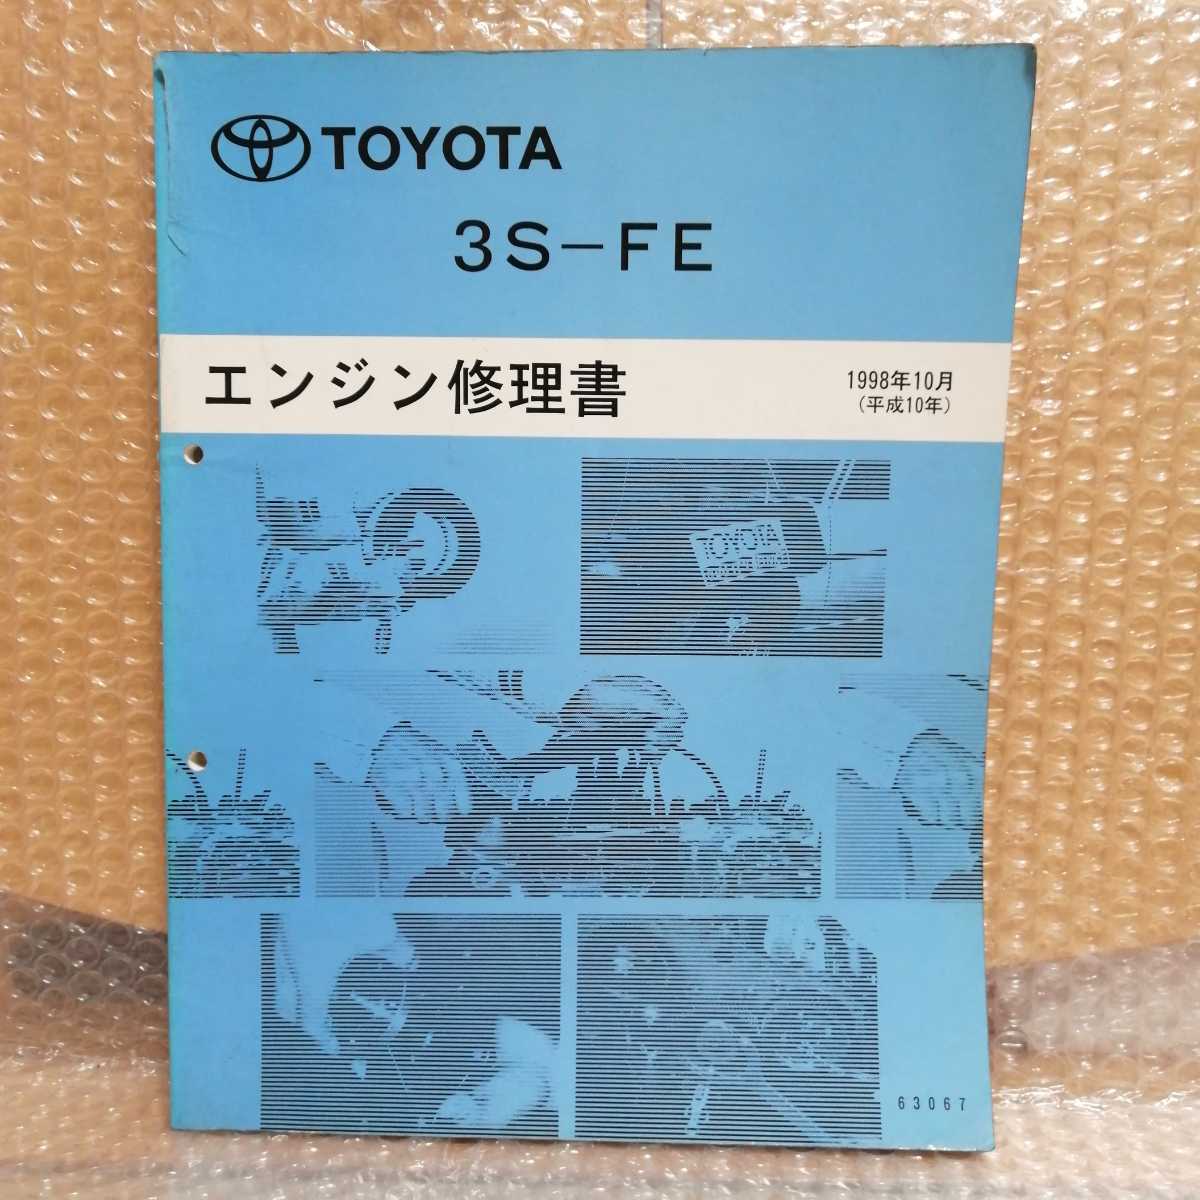 TOYOTA
3S-FE
エンジン修理書
1998年10月
(平成10年)
TOYOTA
63067